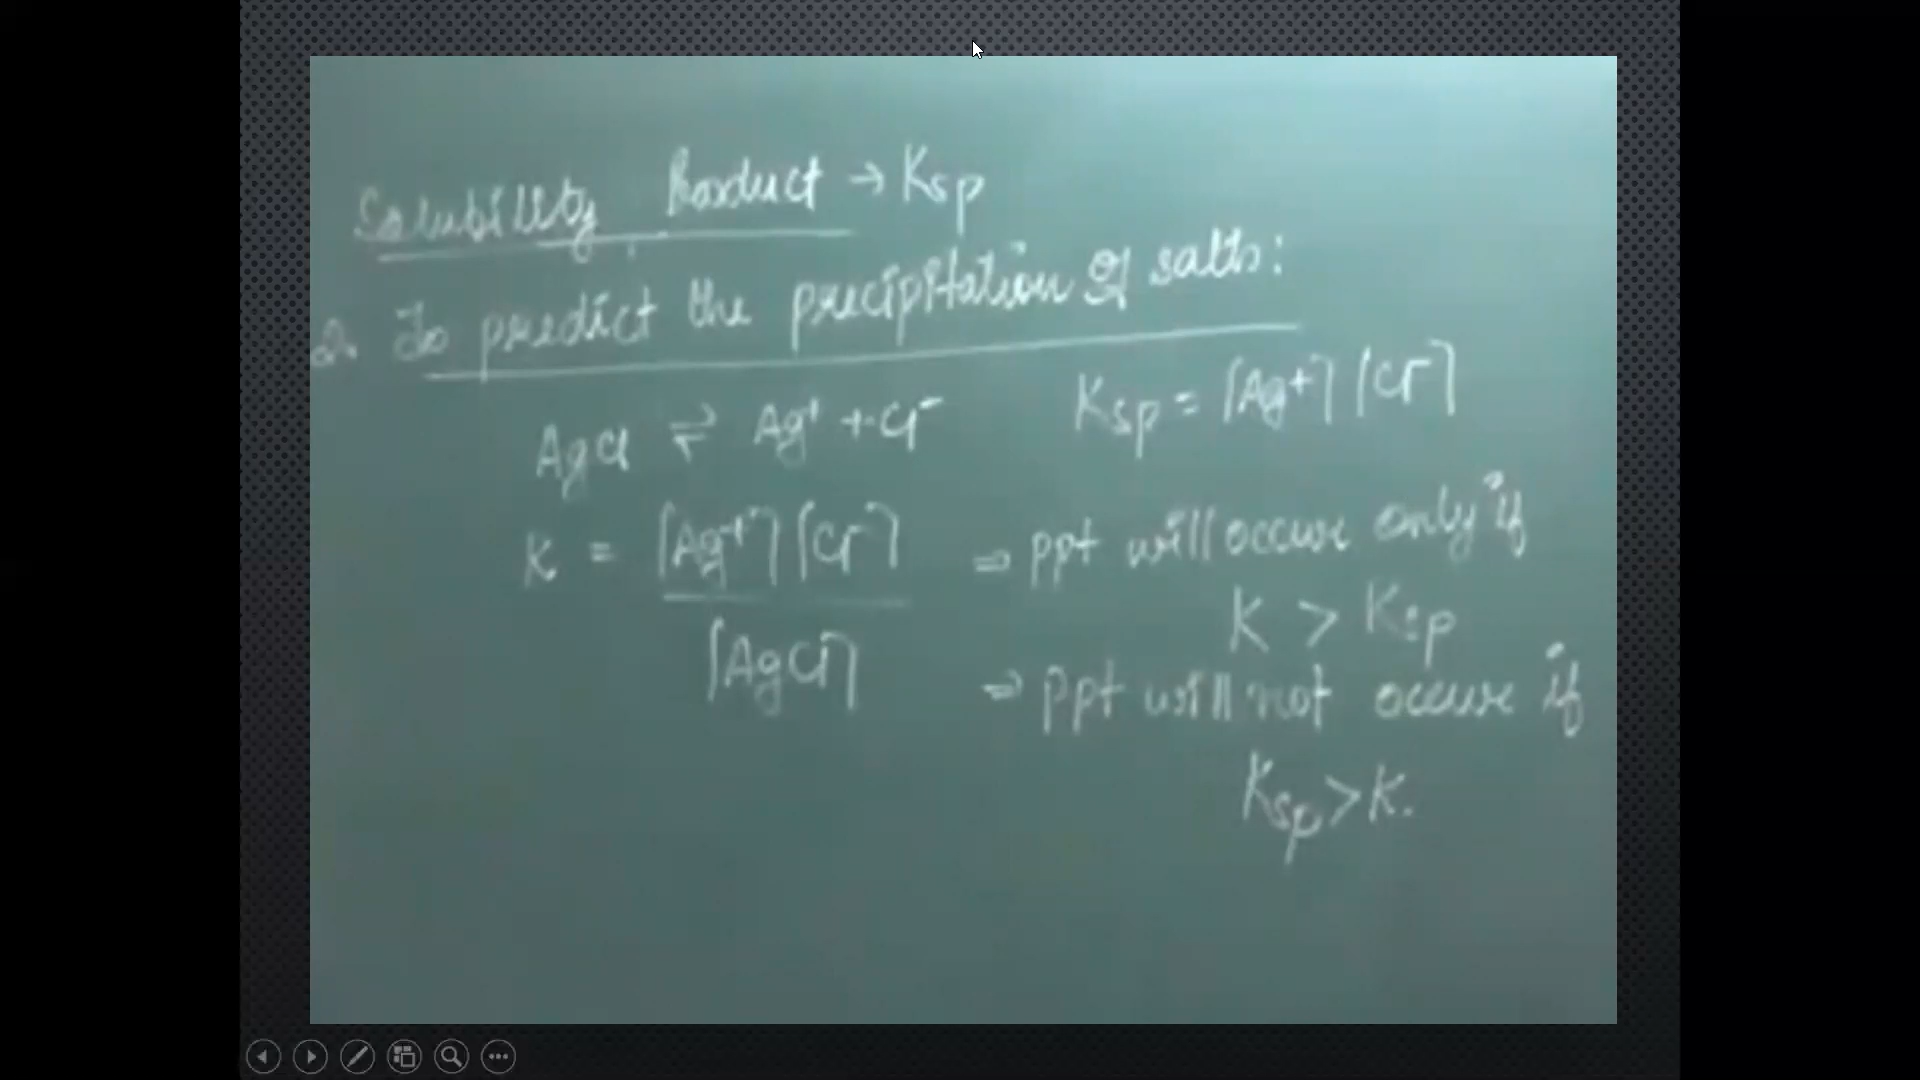 Solubility Product → Ksp
2. To predict the precipitation of salts:
AgCl ⇌ Ag⁺ + Cl⁻
Ksp = [Ag⁺] [Cl⁻]
K = [Ag⁺] [Cl⁻] / [AgCl]
⇒ ppt will occur only if
K > Ksp
⇒ ppt will not occur if
Ksp > K.